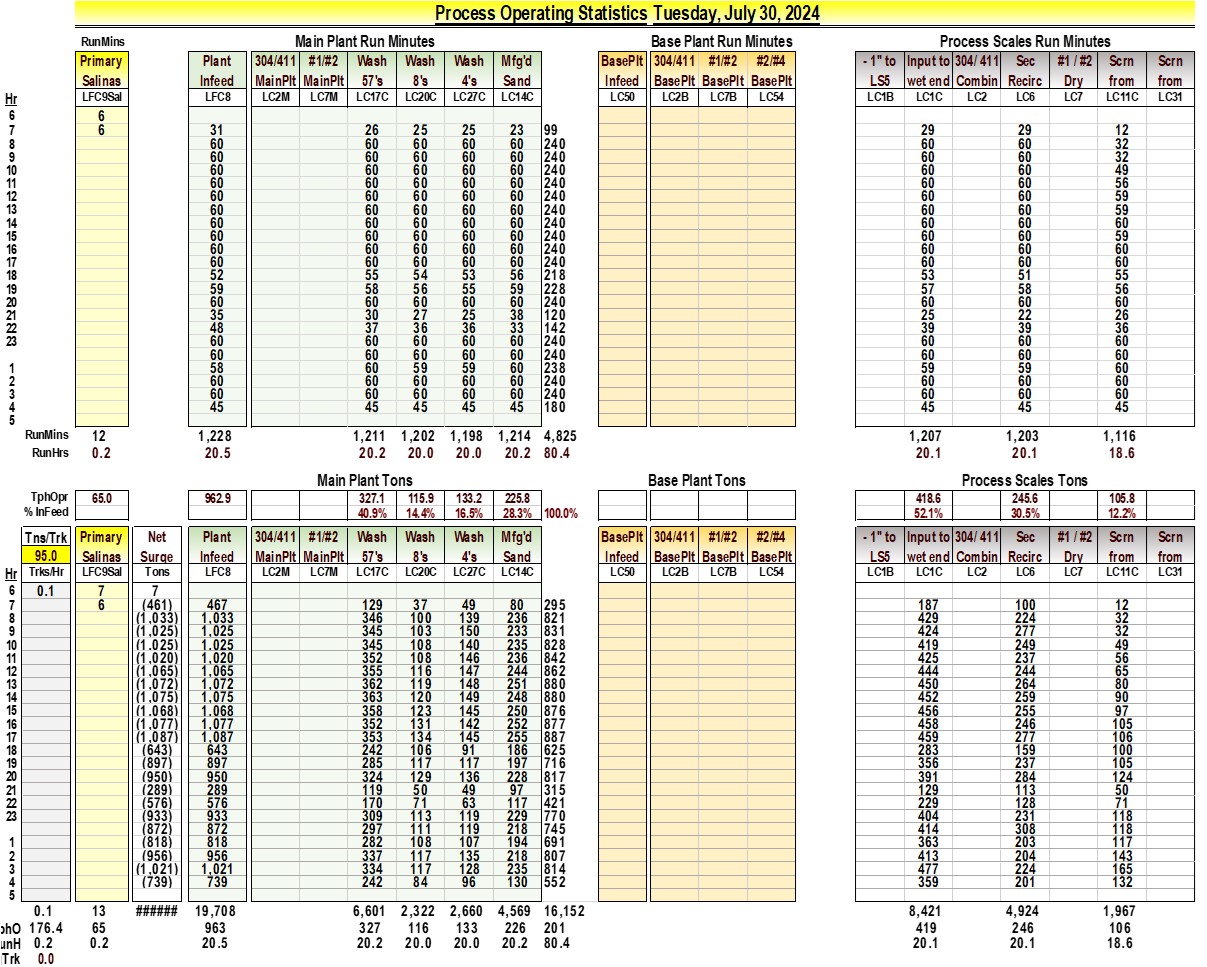 Process Operating Statistics Tuesday, July 30, 2024
RunMins Main Plant Run Minutes Base Plant Run Minutes Process Scales Run Minutes
Primary Plant 304/411 #1/#2 Wash Wash Wash Mfg'd BasePlt 304/411 #1/#2 #2/#4 - 1" to Input to 304/ 411 Sec #1 / #2 Scrn Scrn
Salinas Infeed MainPlt MainPlt 57's 8's 4's Sand Infeed BasePlt BasePlt BasePlt LS5 wet end Combin Recirc Dry from from
Hr LFC9Sal LFC8 LC2M LC7M LC17C LC20C LC27C LC14C LC50 LC2B LC7B LC54 LC1B LC1C LC2 LC6 LC7 LC11C LC31
6 6
7 6 31 26 25 25 23 99 29 29 12
8 60 60 60 60 60 240 60 60 32
9 60 60 60 60 60 240 60 60 32
10 60 60 60 60 60 240 60 60 49
11 60 60 60 60 60 240 60 60 56
12 60 60 60 60 60 240 60 60 59
13 60 60 60 60 60 240 60 60 59
14 60 60 60 60 60 240 60 60 60
15 60 60 60 60 60 240 60 60 59
16 60 60 60 60 60 240 60 60 60
17 60 60 60 60 60 240 60 60 60
18 52 55 54 53 56 218 53 51 55
19 59 58 56 55 59 228 57 58 56
20 60 60 60 60 60 240 60 60 60
21 35 30 27 25 38 120 25 22 26
22 48 37 36 36 33 142 39 39 36
23 60 60 60 60 60 240 60 60 60
60 60 60 60 60 240 60 60 60
1 58 60 59 59 60 238 59 59 60
2 60 60 60 60 60 240 60 60 60
3 60 60 60 60 60 240 60 60 60
4 45 45 45 45 45 180 45 45 45
5
RunMins 12 1,228 1,211 1,202 1,198 1,214 4,825 1,207 1,203 1,116
RunHrs 0.2 20.5 20.2 20.0 20.0 20.2 80.4 20.1 20.1 18.6
Main Plant Tons Base Plant Tons Process Scales Tons
TphOpr 65.0 962.9 327.1 115.9 133.2 225.8 418.6 245.6 105.8
% InFeed 40.9% 14.4% 16.5% 28.3% 100.0% 52.1% 30.5% 12.2%
Tns/Trk Primary Net Plant 304/411 #1/#2 Wash Wash Wash Mfg'd BasePlt 304/411 #1/#2 #2/#4 - 1" to Input to 304/ 411 Sec #1 / #2 Scrn Scrn
95.0 Salinas Surge Infeed MainPlt MainPlt 57's 8's 4's Sand Infeed BasePlt BasePlt BasePlt LS5 wet end Combin Recirc Dry from from
Hr Trks/Hr LFC9Sal Tons LFC8 LC2M LC7M LC17C LC20C LC27C LC14C LC50 LC2B LC7B LC54 LC1B LC1C LC2 LC6 LC7 LC11C LC31
6 0.1 7 7
7 6 (461) 467 129 37 49 80 295 187 100 12
8 (1,033) 1,033 346 100 139 236 821 429 224 32
9 (1,025) 1,025 345 103 150 233 831 424 277 32
10 (1,025) 1,025 345 108 140 235 828 419 249 49
11 (1,020) 1,020 352 108 146 236 842 425 237 56
12 (1,065) 1,065 355 116 147 244 862 444 244 65
13 (1,072) 1,072 362 119 148 251 880 450 264 80
14 (1,075) 1,075 363 120 149 248 880 452 259 90
15 (1,068) 1,068 358 123 145 250 876 456 255 97
16 (1,077) 1,077 352 131 142 252 877 458 246 105
17 (1,087) 1,087 353 134 145 255 887 459 277 106
18 (643) 643 242 106 91 186 625 283 159 100
19 (897) 897 285 117 117 197 716 356 237 105
20 (950) 950 324 129 136 228 817 391 284 124
21 (289) 289 119 50 49 97 315 129 113 50
22 (576) 576 170 71 63 117 421 229 128 71
23 (933) 933 309 113 119 229 770 404 231 118
(872) 872 297 111 119 218 745 414 308 118
1 (818) 818 282 108 107 194 691 363 203 117
2 (956) 956 337 117 135 218 807 413 204 143
3 (1,021) 1,021 334 117 128 235 814 477 224 165
4 (739) 739 242 84 96 130 552 359 201 132
5
0.1 13 ###### 19,708 6,601 2,322 2,660 4,569 16,152 8,421 4,924 1,967
phO 176.4 65 963 327 116 133 226 201 419 246 106
unH 0.2 0.2 20.5 20.2 20.0 20.0 20.2 80.4 20.1 20.1 18.6
Trk 0.0